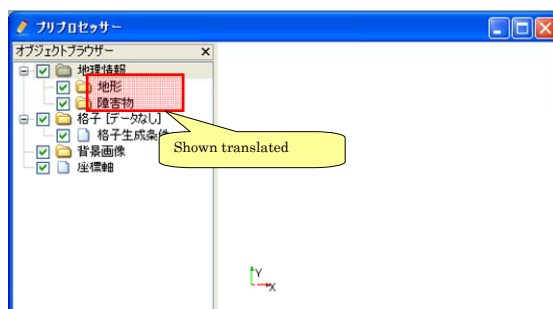 プリプロセッサー
オブジェクトブラウザー
地理情報
地形
障害物
格子 [データなし]
格子生成条件
Shown translated
背景画像
座標軸
Y
X